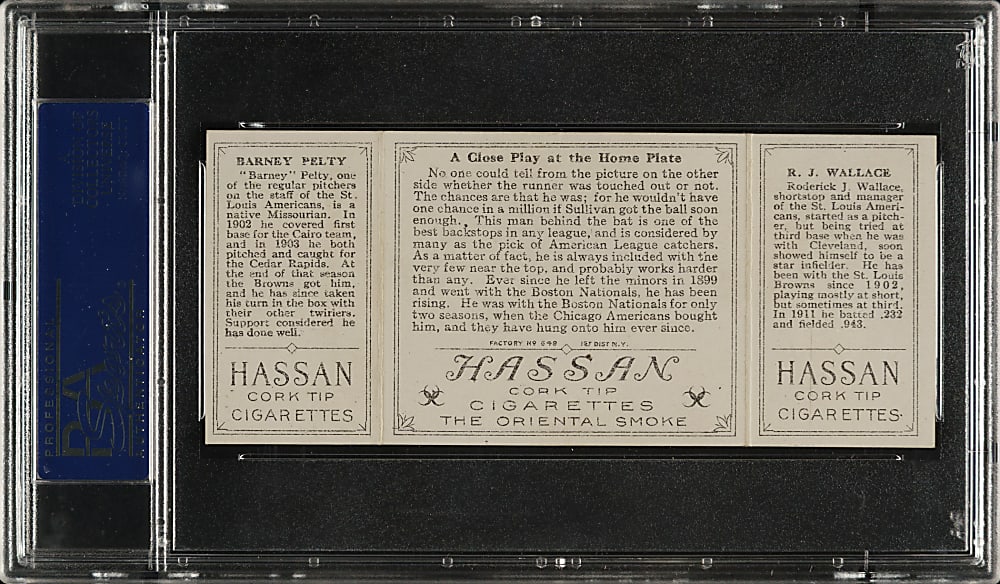 BARNEY PELTY
"Barney" Pelty, one
of the regular pitchers
on the staff of the St.
Louis Americans, is a
native Missourian. In
1902 he covered first
base for the Cairo team,
and in 1903 he both
pitched and caught for
the Cedar Rapids. At
the end of that season
the Browns got him,
and he has since taken
his turn in the box with
their other twirlers.
Support considered he
has done well.
HASSAN
CORK TIP
CIGARETTES
A Close Play at the Home Plate
No one could tell from the picture on the other
side whether the runner was touched out or not.
The chances are that he was; for he wouldn't have
one chance in a million if Sullivan got the ball soon
enough. This man behind the bat is one of the
best backstops in any league, and is considered by
many as the pick of American League catchers.
As a matter of fact, he is always included with the
very few near the top, and probably works harder
than any. Ever since he left the minors in 1899
and went with the Boston Nationals, he has been
rising. He was with the Boston Nationals for only
two seasons, when the Chicago Americans bought
him, and they have hung onto him ever since.
FACTORY No 649 1ST DIST N.Y.
HASSAN
CORK TIP
CIGARETTES
THE ORIENTAL SMOKE
R. J. WALLACE
Roderick J. Wallace,
shortstop and manager
of the St. Louis Ameri-
cans, started as a pitch-
er, but being tried at
third base when he was
with Cleveland, soon
showed himself to be a
star infielder. He has
been with the St. Louis
Browns since 1902,
playing mostly at short,
but sometimes at third.
In 1911 he batted .232
and fielded .943.
HASSAN
CORK TIP
CIGARETTES
PROFESSIONAL
PSA